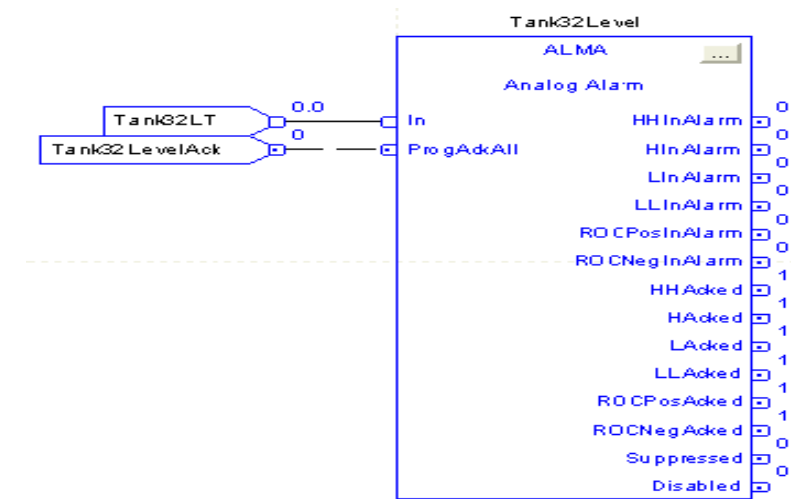 Tank32Level
ALMA
...
Analog Alarm
Tank32LT
0.0
In
HHInAlarm
0
Tank32LevelAck
0
ProgAckAll
HInAlarm
0
LInAlarm
0
LLInAlarm
0
ROCPosInAlarm
0
ROCNegInAlarm
0
HHAcked
1
HAcked
1
LAcked
1
LLAcked
1
ROCPosAcked
1
ROCNegAcked
1
Suppressed
0
Disabled
0